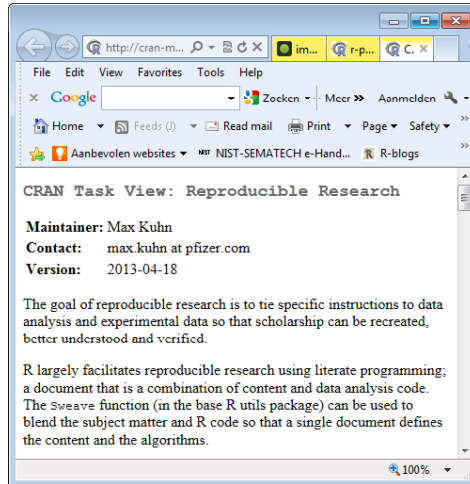 http://cran-m...
im...
r-p...
C.
File Edit View Favorites Tools Help
Google Zoeken Meer » Aanmelden
Home Feeds (J) Read mail Print Page Safety »
Aanbevolen websites NIST NIST-SEMATECH e-Hand... R R-blogs »
CRAN Task View: Reproducible Research
Maintainer: Max Kuhn
Contact: max.kuhn at pfizer.com
Version: 2013-04-18
The goal of reproducible research is to tie specific instructions to data
analysis and experimental data so that scholarship can be recreated,
better understood and verified.
R largely facilitates reproducible research using literate programming;
a document that is a combination of content and data analysis code.
The Sweave function (in the base R utils package) can be used to
blend the subject matter and R code so that a single document defines
the content and the algorithms.
100%